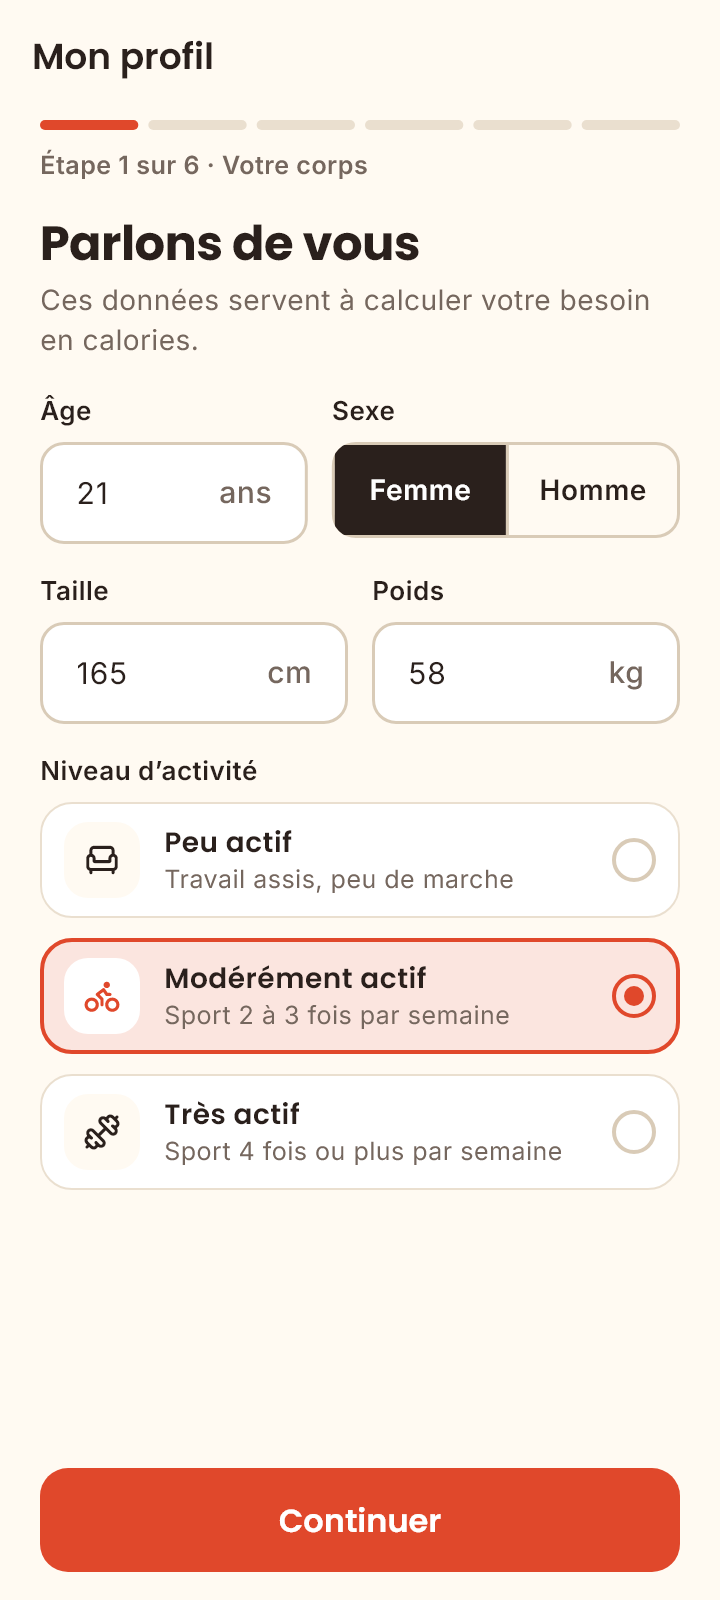 Mon profil
Étape 1 sur 6 · Votre corps
Parlons de vous
Ces données servent à calculer votre besoin
en calories.
Âge
Sexe
21 ans
Femme
Homme
Taille
Poids
165 cm
58 kg
Niveau d’activité
Peu actif
Travail assis, peu de marche
Modérément actif
Sport 2 à 3 fois par semaine
Très actif
Sport 4 fois ou plus par semaine
Continuer